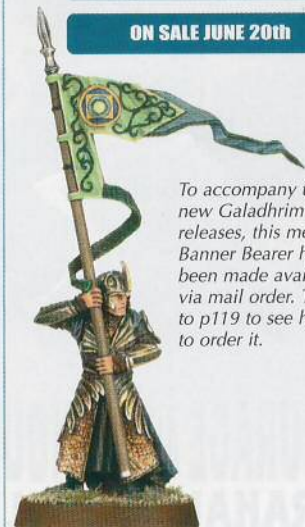 ON SALE JUNE 20th
To accompany
new Galadhrim
releases, this
Banner Bearer
been made
via mail order.
to p119 to see
to order it.